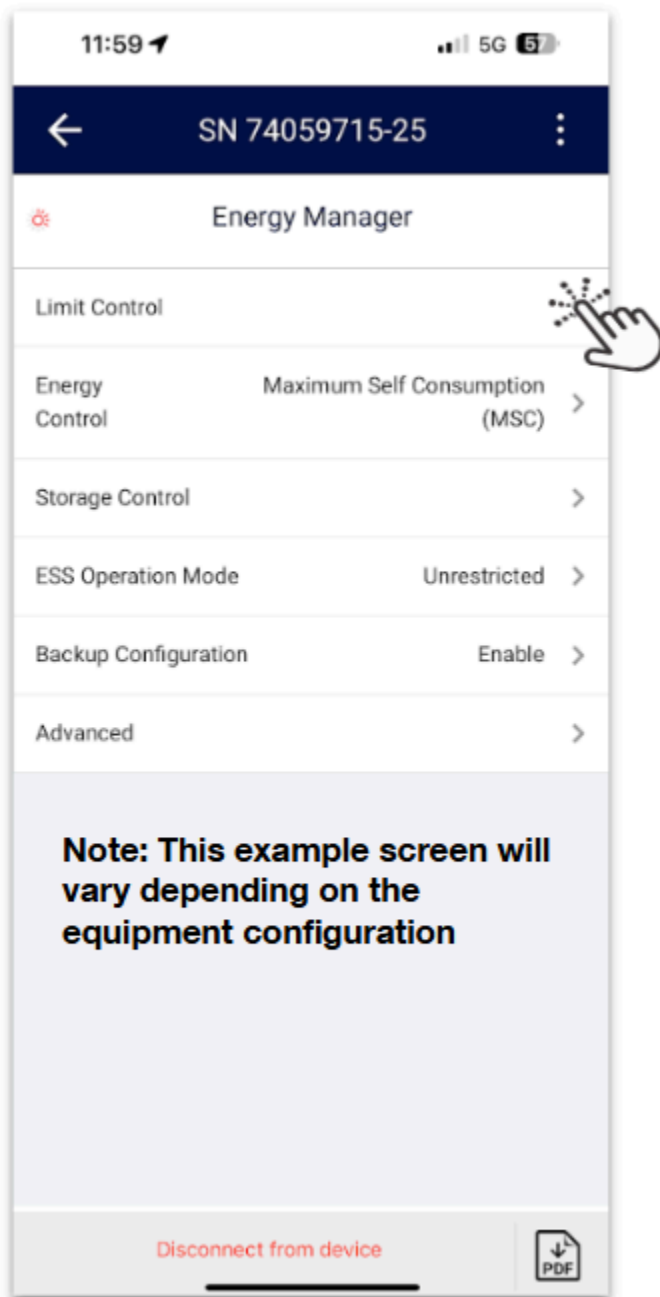 11:59 5G 57
SN 74059715-25
Energy Manager
Limit Control
Energy Maximum Self Consumption
Control (MSC)
Storage Control
ESS Operation Mode Unrestricted
Backup Configuration Enable
Advanced
Note: This example screen will
vary depending on the
equipment configuration
Disconnect from device
PDF